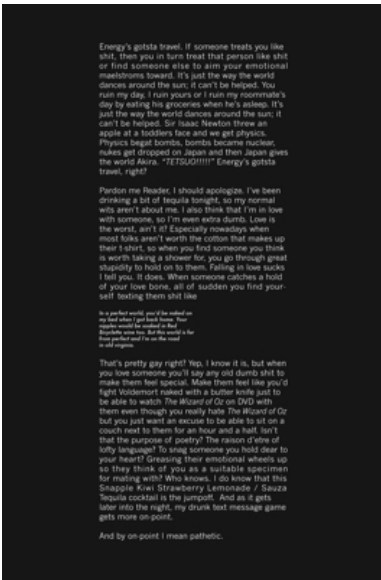 Energy's gotsta travel. If someone treats you like
shit, then you in turn treat that person like shit
or find someone else to aim your emotional
maelstroms toward. It's just the way the world
dances around the sun; it can't be helped. You
ruin my day, I ruin yours or I ruin my roommate's
day by eating his groceries when he's asleep. It's
just the way the world dances around the sun; it
can't be helped. Sir Isaac Newton threw an
apple at a toddlers face and we get physics.
Physics begat bombs, bombs became nuclear,
nukes get dropped on Japan and then Japan gives
the world Akira. “TETSUO!!!!!” Energy's gotsta
travel, right?

Pardon me Reader, I should apologize. I've been
drinking a bit of tequila tonight, so my normal
wits aren't about me. I also think that I'm in love
with someone, so I'm even extra dumb. Love is
the worst, ain't it? Especially nowadays when
most folks aren't worth the cotton that makes up
their t-shirt, so when you find someone you think
is worth taking a shower for, you go through great
stupidity to hold on to them. Falling in love sucks
I tell you. It does. When someone catches a hold
of your love bone, all of sudden you find your-
self texting them shit like

In a perfect world, you'd be naked on
my bed when I got back home. Your
nipples would be soaked in Red
Bicyclette wine too. But this world is far
from perfect and I'm on the road
in old virginia.

That's pretty gay right? Yep, I know it is, but when
you love someone you'll say any old dumb shit to
make them feel special. Make them feel like you'd
fight Voldemort naked with a butter knife just to
be able to watch The Wizard of Oz on DVD with
them even though you really hate The Wizard of Oz
but you just want an excuse to be able to sit on a
couch next to them for an hour and a half. Isn't
that the purpose of poetry? The raison d'etre of
lofty language? To snag someone you hold dear to
your heart? Greasing their emotional wheels up
so they think of you as a suitable specimen
for mating with? Who knows. I do know that this
Snapple Kiwi Strawberry Lemonade / Sauza
Tequila cocktail is the jumpoff. And as it gets
later into the night, my drunk text message game
gets more on-point.

And by on-point I mean pathetic.